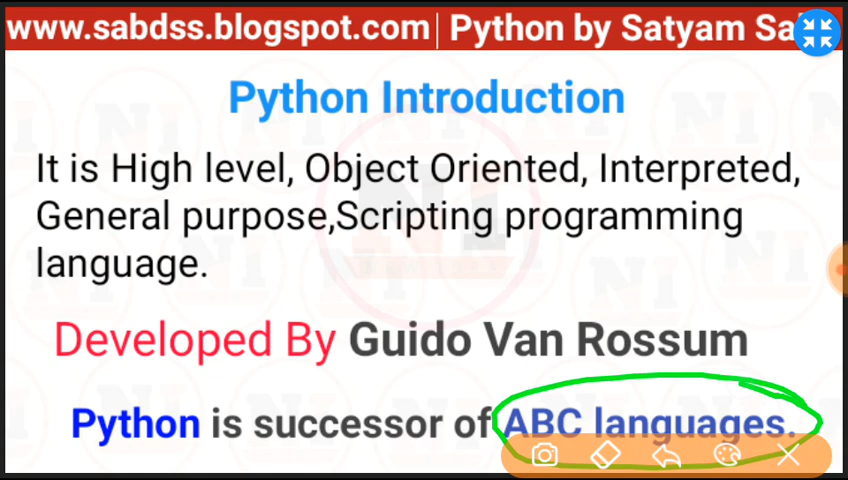 www.sabdss.blogspot.com| Python by Satyam
Python Introduction
It is High level, Object Oriented, Interpreted,
General purpose,Scripting programming
language.
Developed By Guido Van Rossum
Python is successor of ABC languages.